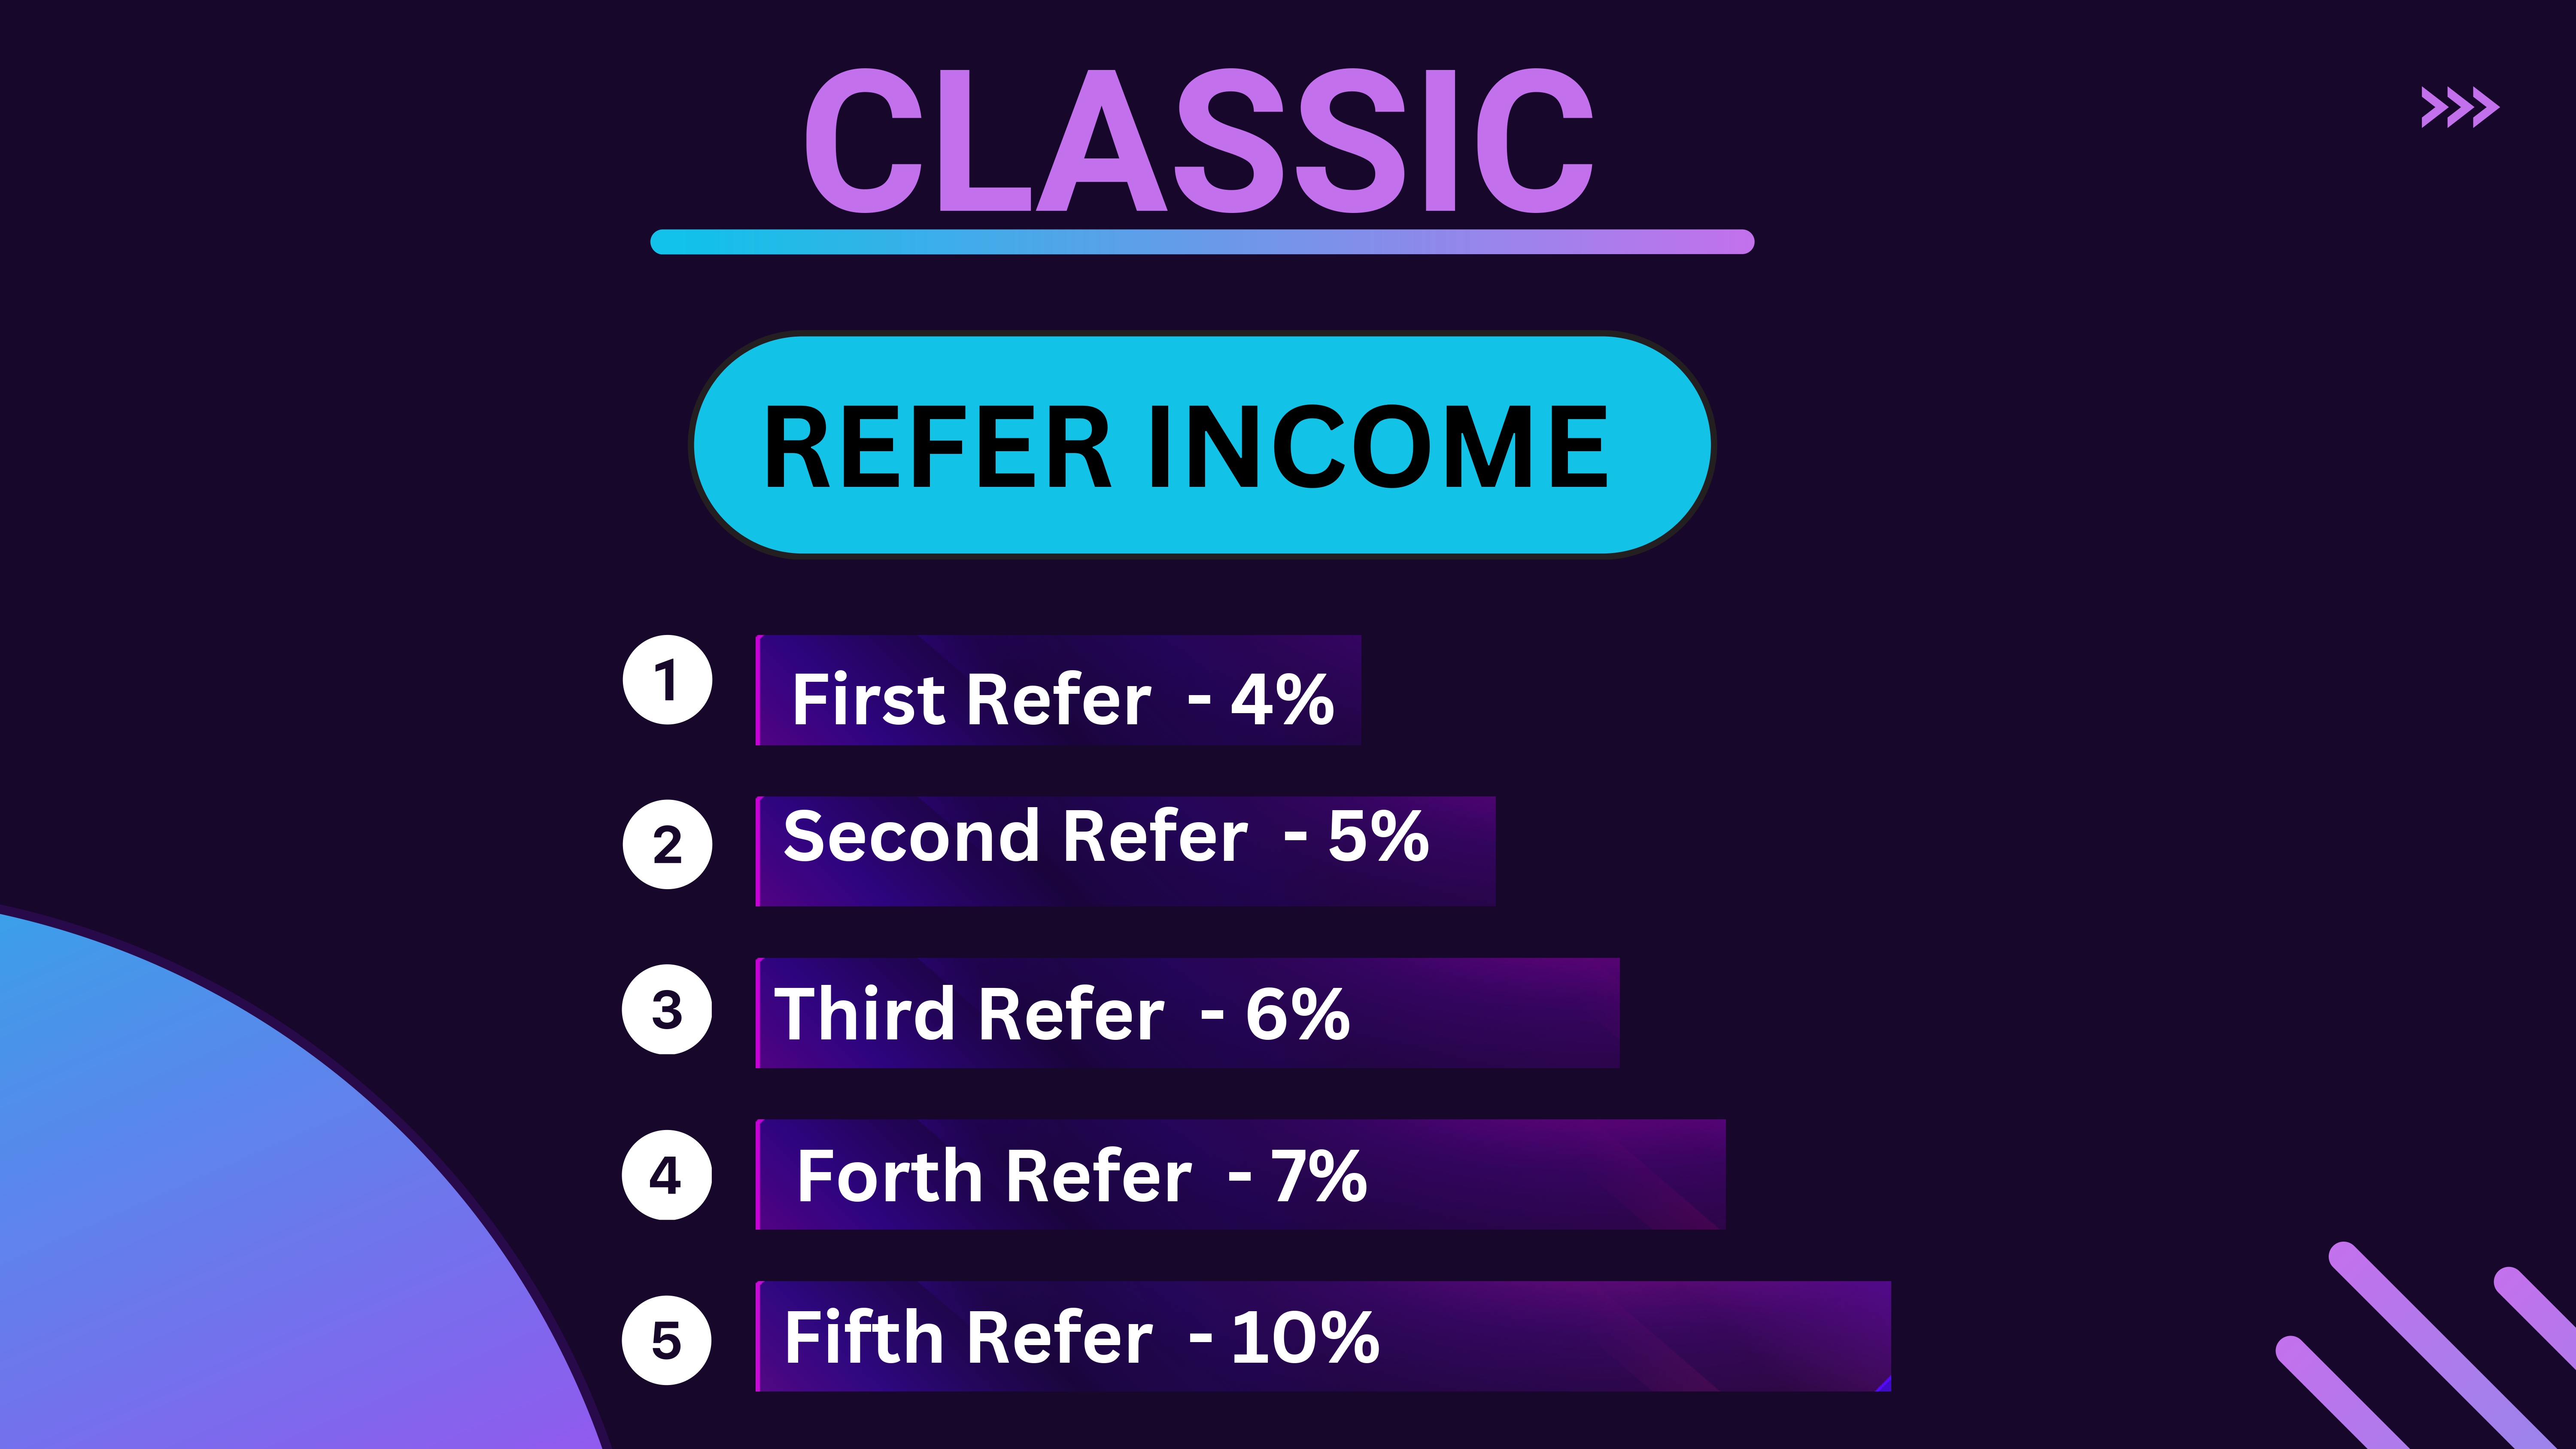 CLASSIC
REFER INCOME
1
First Refer - 4%
2
Second Refer - 5%
3
Third Refer - 6%
4
Forth Refer - 7%
5
Fifth Refer - 10%